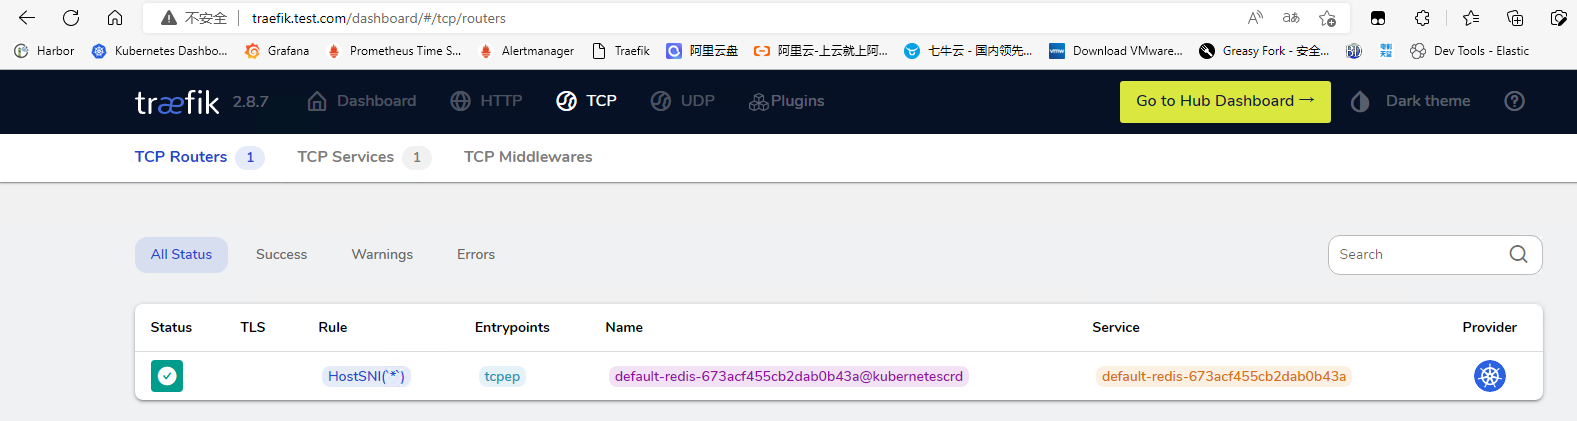 不安全 traefik.test.com/dashboard/#/tcp/routers A あ
Harbor Kubernetes Dashbo... Grafana Prometheus Time S... Alertmanager Traefik 阿里云盘 阿里云-上云就上阿... 七牛云 - 国内领先... vmw Download VMware... Greasy Fork - 安全... Dev Tools - Elastic
træfik 2.8.7 Dashboard HTTP TCP UDP Plugins Go to Hub Dashboard → Dark theme ?
TCP Routers 1 TCP Services 1 TCP Middlewares
All Status Success Warnings Errors Search
Status TLS Rule Entrypoints Name Service Provider
HostSNI(`*`) tcpep default-redis-673acf455cb2dab0b43a@kubernetescrd default-redis-673acf455cb2dab0b43a